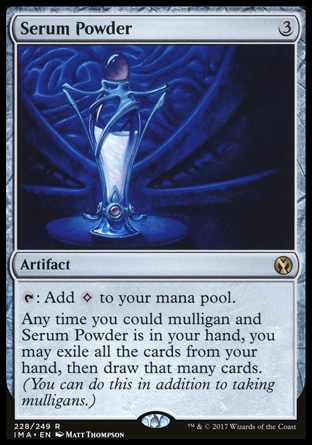 Serum Powder 3
Artifact
: Add to your mana pool.
Any time you could mulligan and
Serum Powder is in your hand, you
may exile all the cards from your
hand, then draw that many cards.
(You can do this in addition to taking
mulligans.)
228/249 R
IMA • EN MATT THOMPSON
™ & © 2017 Wizards of the Coast